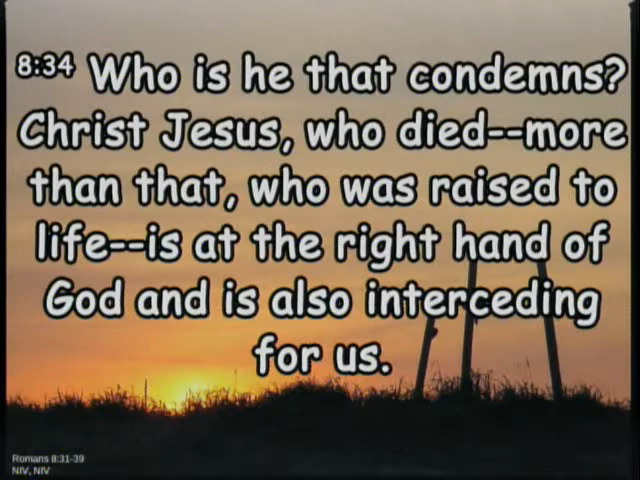 8:34 Who is he that condemns?
Christ Jesus, who died--more
than that, who was raised to
life--is at the right hand of
God and is also interceding
for us.
Romans 8:31-39
NIV, NIV